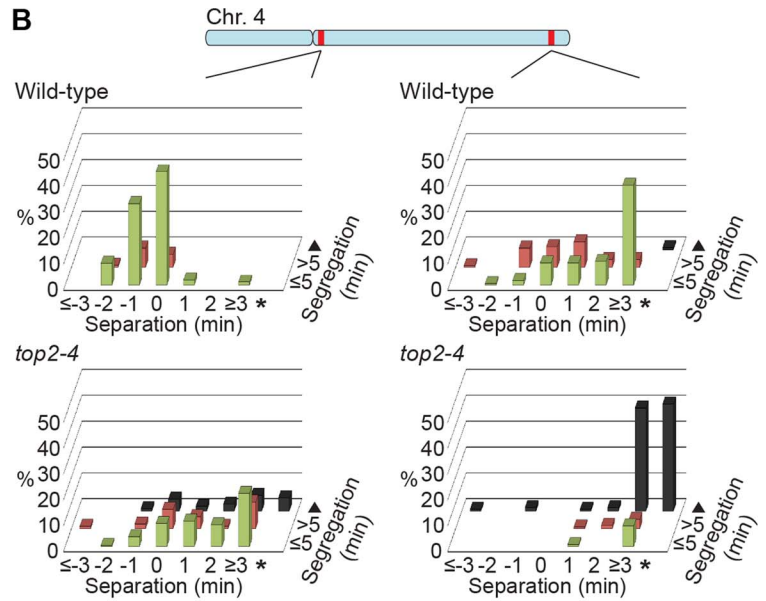 B
Chr. 4
Wild-type
50
40
30
20
10
0
%
≤-3 -2 -1 0 1 2 ≥3 *
Separation (min)
▲
>5
≤5
Segregation
(min)
Wild-type
50
40
30
20
10
0
%
≤-3 -2 -1 0 1 2 ≥3 *
Separation (min)
▲
>5
≤5
Segregation
(min)
top2-4
50
40
30
20
10
0
%
≤-3 -2 -1 0 1 2 ≥3 *
Separation (min)
▲
>5
≤5
Segregation
(min)
top2-4
50
40
30
20
10
0
%
≤-3 -2 -1 0 1 2 ≥3 *
Separation (min)
▲
>5
≤5
Segregation
(min)